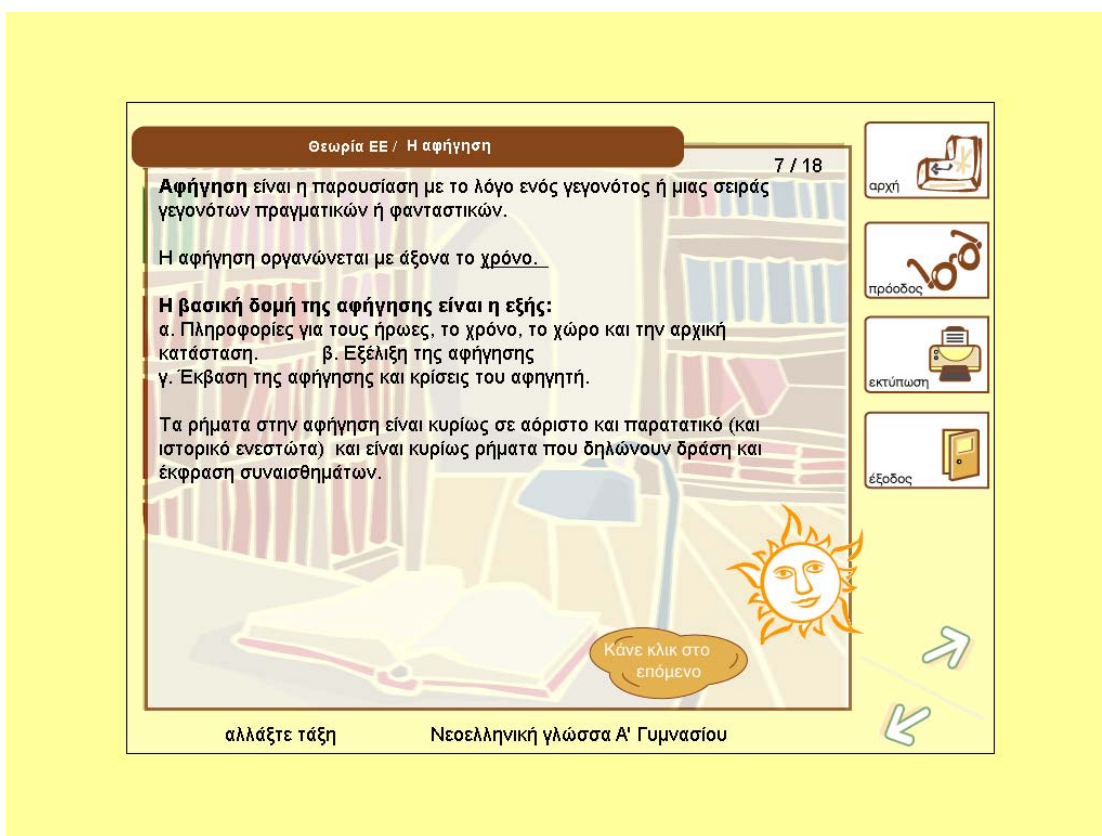 Θεωρία ΕΕ / Η αφήγηση
7 / 18
Αφήγηση είναι η παρουσίαση με το λόγο ενός γεγονότος ή μιας σειράς
γεγονότων πραγματικών ή φανταστικών.
Η αφήγηση οργανώνεται με άξονα το χρόνο.
Η βασική δομή της αφήγησης είναι η εξής:
α. Πληροφορίες για τους ήρωες, το χρόνο, το χώρο και την αρχική
κατάσταση. β. Εξέλιξη της αφήγησης
γ. Έκβαση της αφήγησης και κρίσεις του αφηγητή.
Τα ρήματα στην αφήγηση είναι κυρίως σε αόριστο και παρατατικό (και
ιστορικό ενεστώτα) και είναι κυρίως ρήματα που δηλώνουν δράση και
έκφραση συναισθημάτων.
Κάνε κλικ στο
επόμενο
αρχή
πρόοδος
εκτύπωση
έξοδος
αλλάξτε τάξη
Νεοελληνική γλώσσα Α' Γυμνασίου